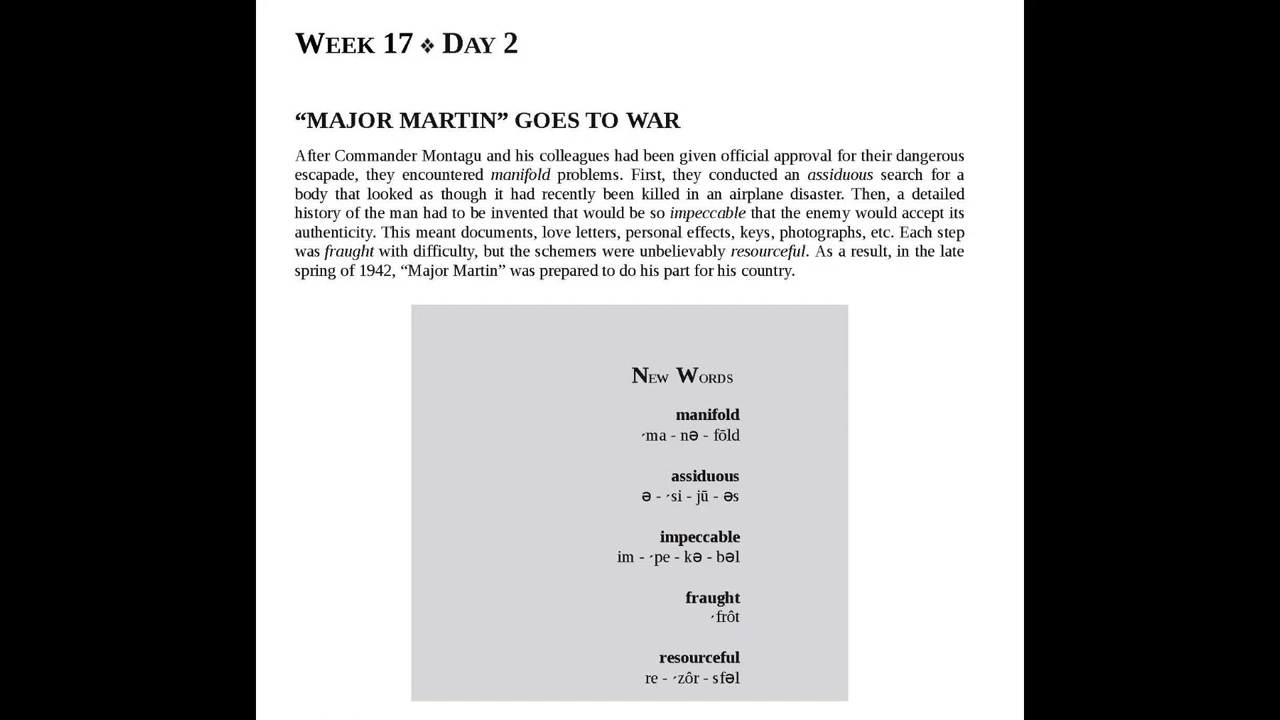 WEEK 17 ❖ DAY 2
“MAJOR MARTIN” GOES TO WAR
After Commander Montagu and his colleagues had been given official approval for their dangerous
escapade, they encountered manifold problems. First, they conducted an assiduous search for a
body that looked as though it had recently been killed in an airplane disaster. Then, a detailed
history of the man had to be invented that would be so impeccable that the enemy would accept its
authenticity. This meant documents, love letters, personal effects, keys, photographs, etc. Each step
was fraught with difficulty, but the schemers were unbelievably resourceful. As a result, in the late
spring of 1942, “Major Martin” was prepared to do his part for his country.
NEW WORDS
manifold
´ma - nə - fōld
assiduous
ə - ´si - jū - əs
impeccable
im - ´pe - kə - bəl
fraught
´frôt
resourceful
re - ´zôr - sfəl